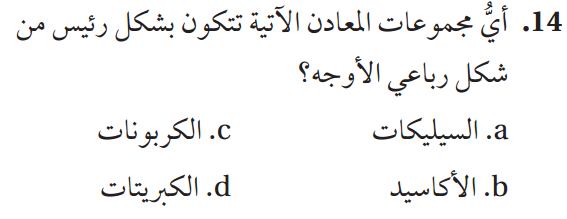 14. أيُّ مجموعات المعادن الآتية تتكون بشكل رئيس من
شكل رباعي الأوجه؟
a. السيليكات c. الكربونات
b. الأكاسيد d. الكبريتات